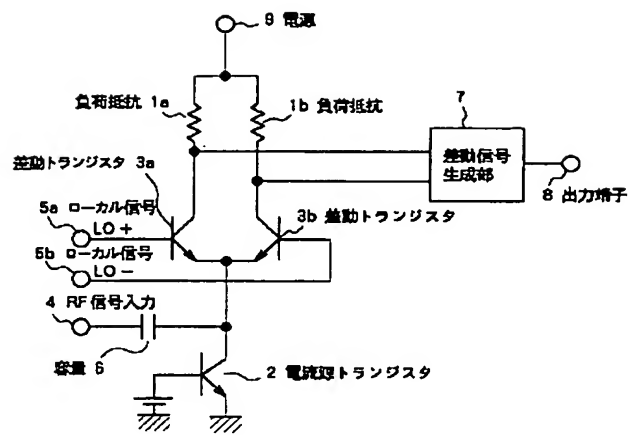 9 電源
負荷抵抗 1a
1b 負荷抵抗
7
差動トランジスタ 3a
差動信号
生成部
8 出力端子
5a ローカル信号
LO +
3b 差動トランジスタ
5b ローカル信号
LO -
4 RF信号入力
容量 6
2 電流源トランジスタ